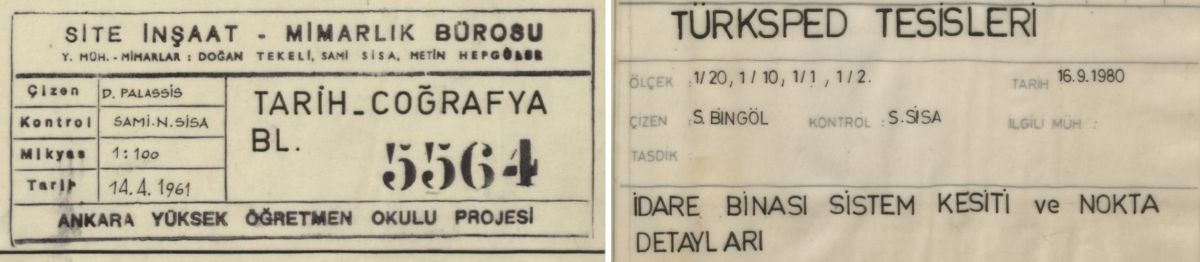 SİTE İNŞAAT - MİMARLIK BÜROSU
Y. MÜH. - MİMARLAR : DOĞAN TEKELİ, SAMİ SISA, METİN HEPGÜLER
Çizen D. PALASSİS
Kontrol SAMİ.N.SİSA
Mikyas 1:100
Tarih 14.4.1961
TARİH_COĞRAFYA
BL.
5564
ANKARA YÜKSEK ÖĞRETMEN OKULU PROJESİ
TÜRKSPED TESİSLERİ
ÖLÇEK : 1/20, 1/10, 1/1, 1/2. TARİH 16.9.1980
ÇİZEN : S. BİNGÖL KONTROL : S.SİSA İLGİLİ MÜH :
TASDİK
İDARE BİNASI SİSTEM KESİTİ ve NOKTA
DETAYLARI